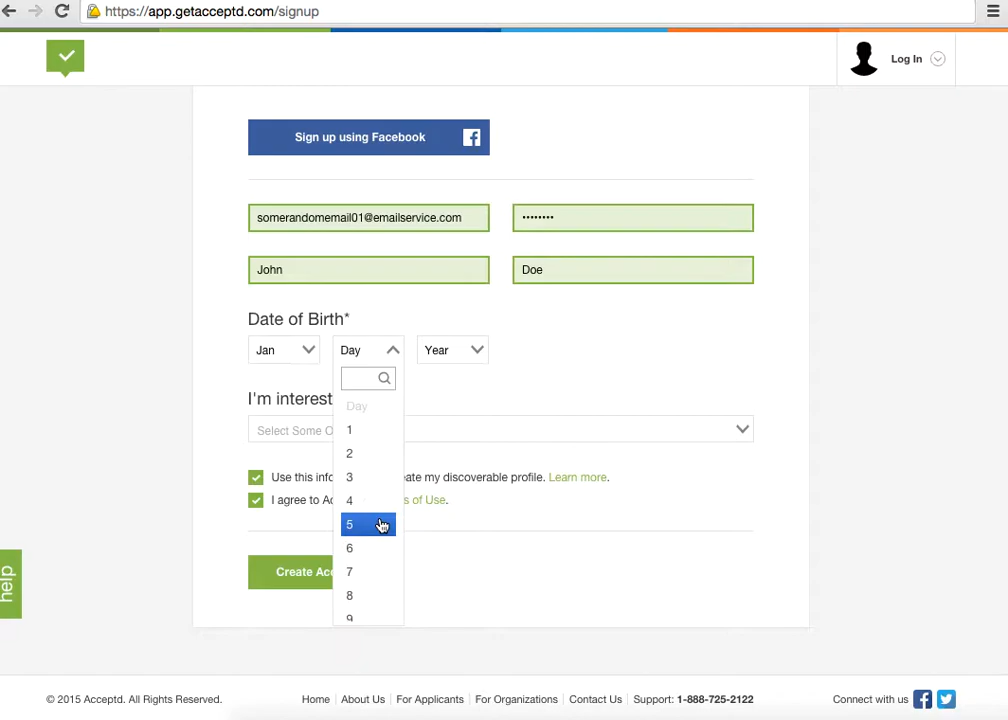 https://app.getacceptd.com/signup
Log In
Sign up using Facebook
somerandomemail01@emailservice.com
••••••••
John
Doe
Date of Birth*
Jan
Day
Year
Day
I'm interest
1
Select Some O
2
3
Use this info
eate my discoverable profile. Learn more.
4
I agree to Ac
s of Use.
5
6
7
Create Acc
8
9
help
© 2015 Acceptd. All Rights Reserved.
Home
About Us
For Applicants
For Organizations
Contact Us
Support: 1-888-725-2122
Connect with us